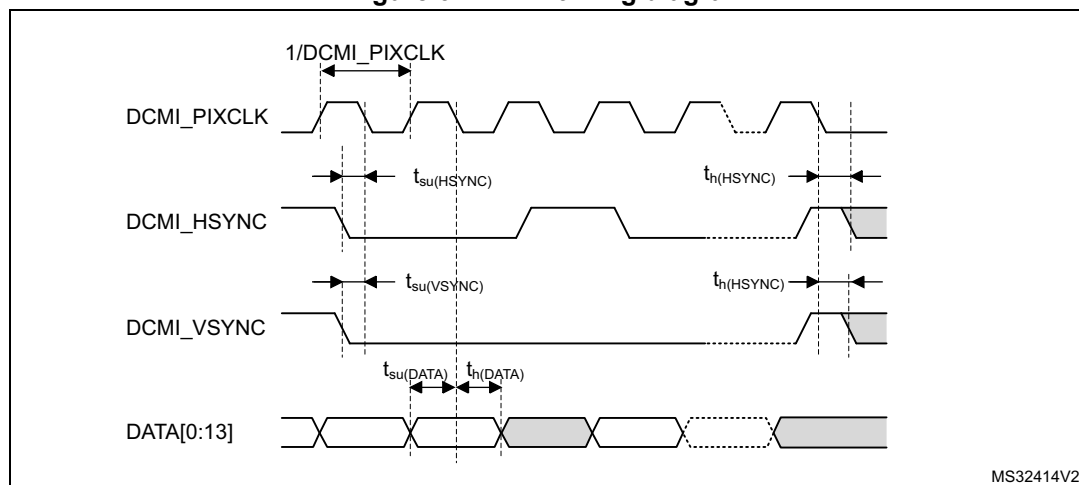 1/DCMI_PIXCLK
DCMI_PIXCLK
tsu(HSYNC)
th(HSYNC)
DCMI_HSYNC
tsu(VSYNC)
th(HSYNC)
DCMI_VSYNC
tsu(DATA) th(DATA)
DATA[0:13]
MS32414V2